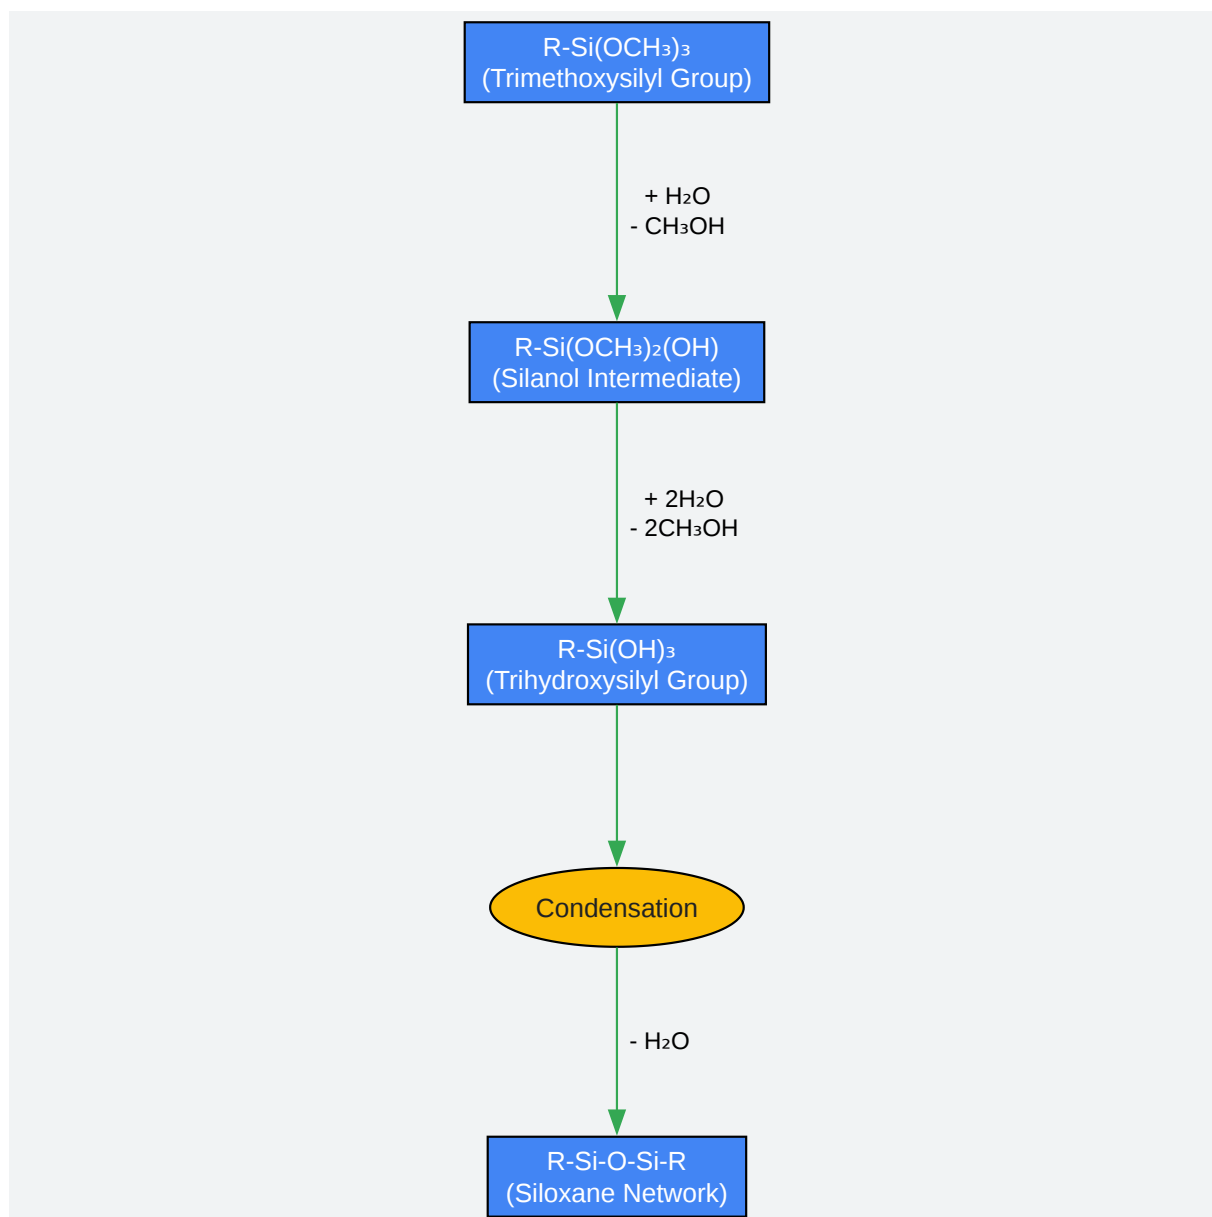 R-Si(OCH₃)₃
(Trimethoxysilyl Group)
+ H₂O
- CH₃OH
R-Si(OCH₃)₂(OH)
(Silanol Intermediate)
+ 2H₂O
- 2CH₃OH
R-Si(OH)₃
(Trihydroxysilyl Group)
Condensation
- H₂O
R-Si-O-Si-R
(Siloxane Network)